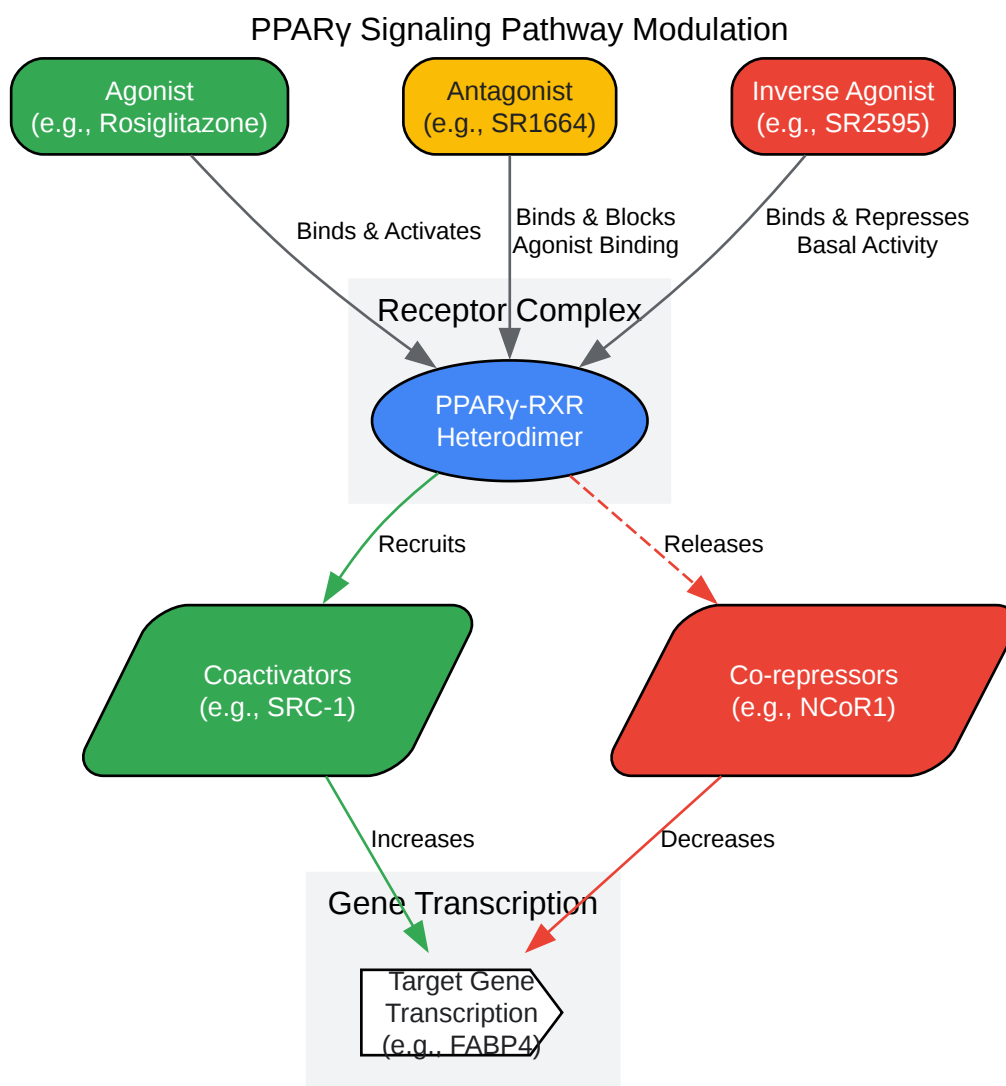 PPARγ Signaling Pathway Modulation
Agonist
(e.g., Rosiglitazone)
Antagonist
(e.g., SR1664)
Inverse Agonist
(e.g., SR2595)
Binds & Activates
Binds & Blocks
Agonist Binding
Binds & Represses
Basal Activity
Receptor Complex
PPARγ-RXR
Heterodimer
Recruits
Releases
Coactivators
(e.g., SRC-1)
Co-repressors
(e.g., NCoR1)
Increases
Decreases
Gene Transcription
Target Gene
Transcription
(e.g., FABP4)